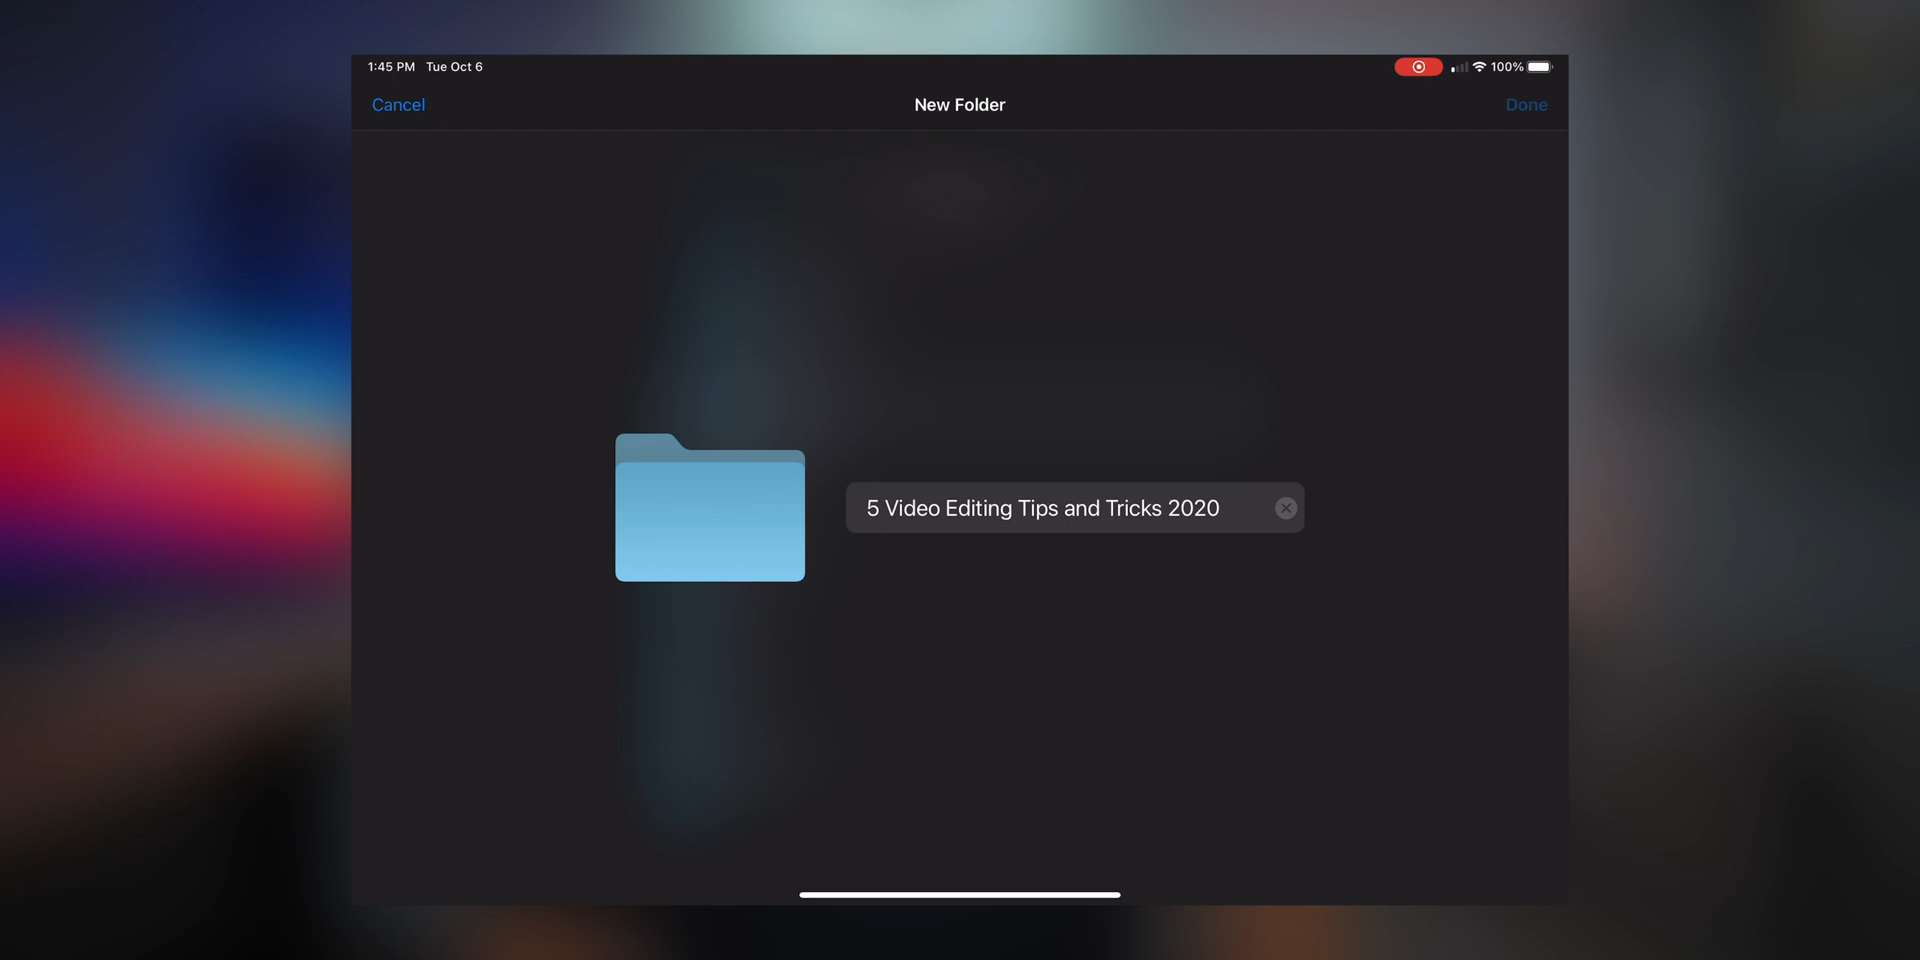 1:45 PM Tue Oct 6
100%
Cancel
New Folder
Done
5 Video Editing Tips and Tricks 2020